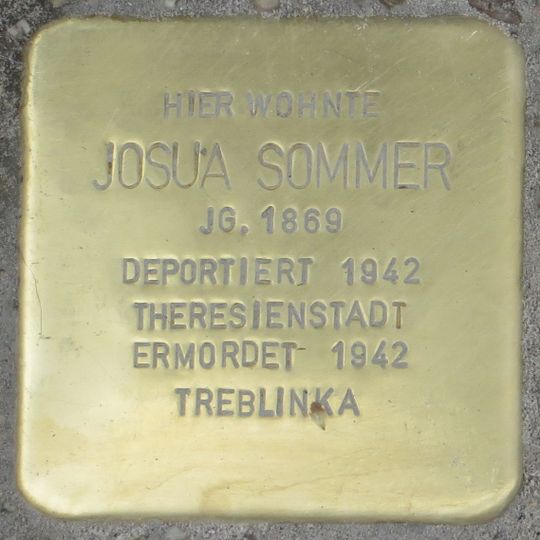 HIER WOHNTE
JOSUA SOMMER
JG. 1869
DEPORTIERT 1942
THERESIENSTADT
ERMORDET 1942
TREBLINKA